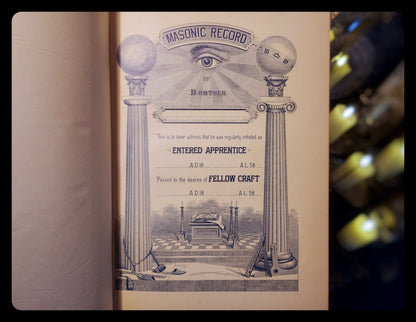 MASONIC RECORD
OF
BROTHER
This is to bear witness that he was regularly initiated an
ENTERED APPRENTICE
A.D. 18 A.L. 58
Passed to the degree of FELLOW CRAFT
A.D. 18 A.L. 58